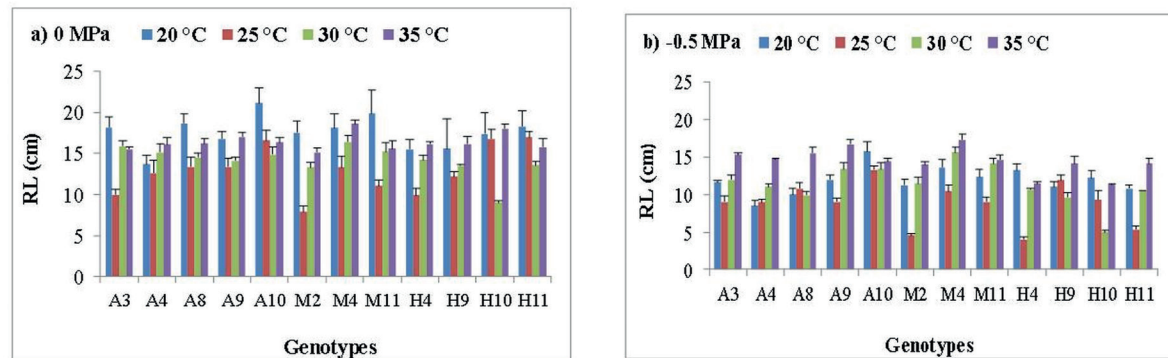 a) 0 MPa 20 °C 25 °C 30 °C 35 °C
25
20
15
10
5
0
RL (cm)
A3 A4 A8 A9 A10 M2 M4 M11 H4 H9 H10 H11
Genotypes
b) -0.5 MPa 20 °C 25 °C 30 °C 35 °C
25
20
15
10
5
0
RL (cm)
A3 A4 A8 A9 A10 M2 M4 M11 H4 H9 H10 H11
Genotypes